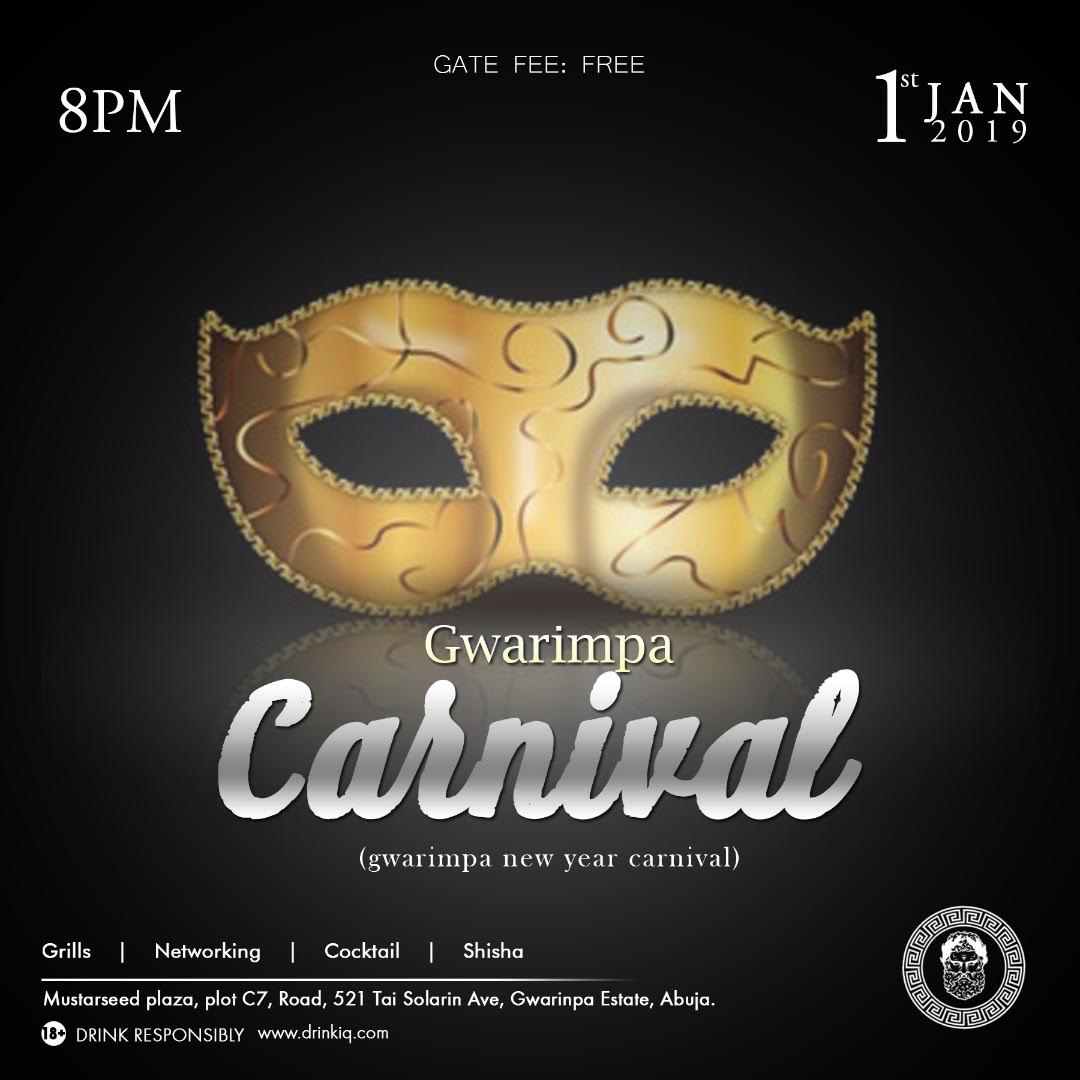 GATE FEE: FREE
8PM
1st JAN
2019
Gwarimpa
Carnival
(gwarimpa new year carnival)
Grills | Networking | Cocktail | Shisha
Mustarseed plaza, plot C7, Road, 521 Tai Solarin Ave, Gwarinpa Estate, Abuja.
18+ DRINK RESPONSIBLY www.drinkiq.com